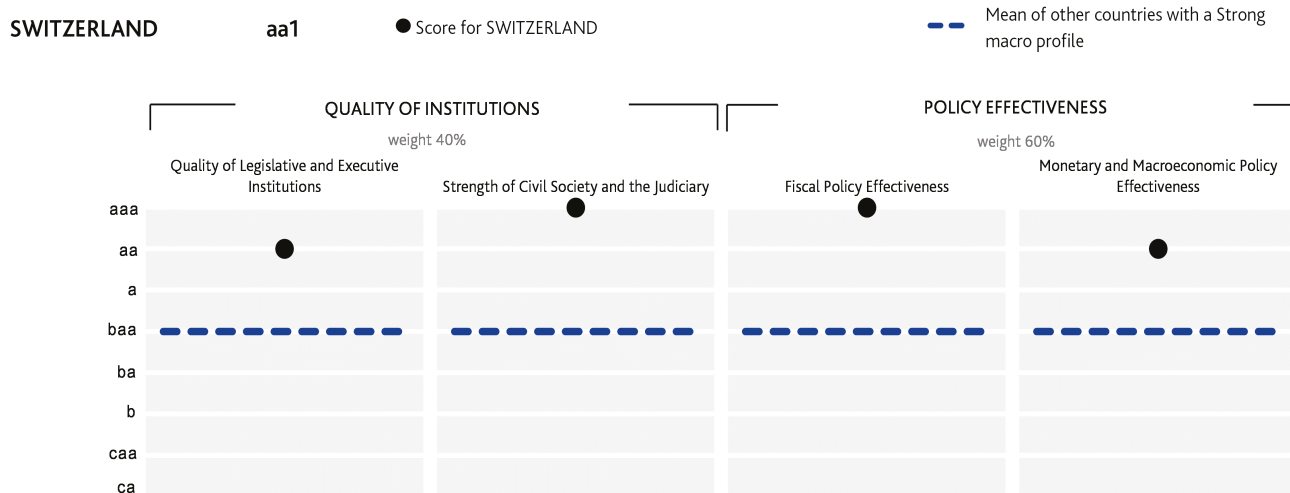 SWITZERLAND
aa1
Score for SWITZERLAND
Mean of other countries with a Strong
macro profile
QUALITY OF INSTITUTIONS
weight 40%
POLICY EFFECTIVENESS
weight 60%
Quality of Legislative and Executive
Institutions
Strength of Civil Society and the Judiciary
Fiscal Policy Effectiveness
Monetary and Macroeconomic Policy
Effectiveness
aaa
aa
a
baa
ba
b
caa
ca